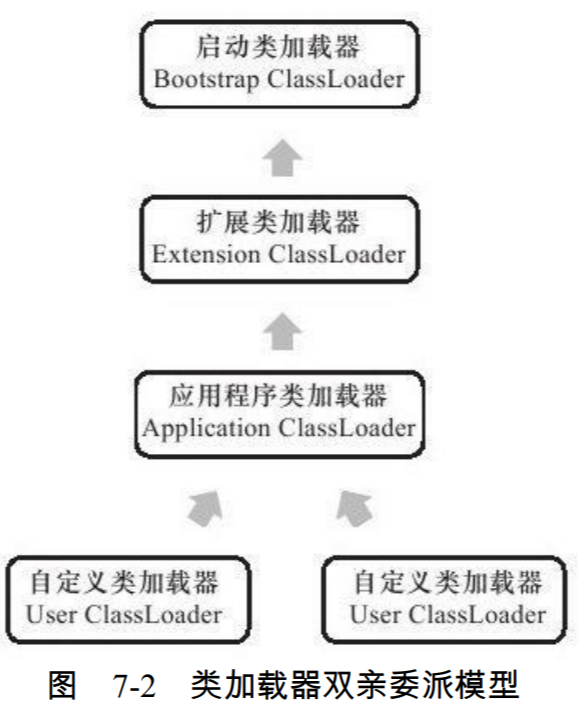 启动类加载器
Bootstrap ClassLoader
扩展类加载器
Extension ClassLoader
应用程序类加载器
Application ClassLoader
自定义类加载器
User ClassLoader
自定义类加载器
User ClassLoader
图 7-2 类加载器双亲委派模型